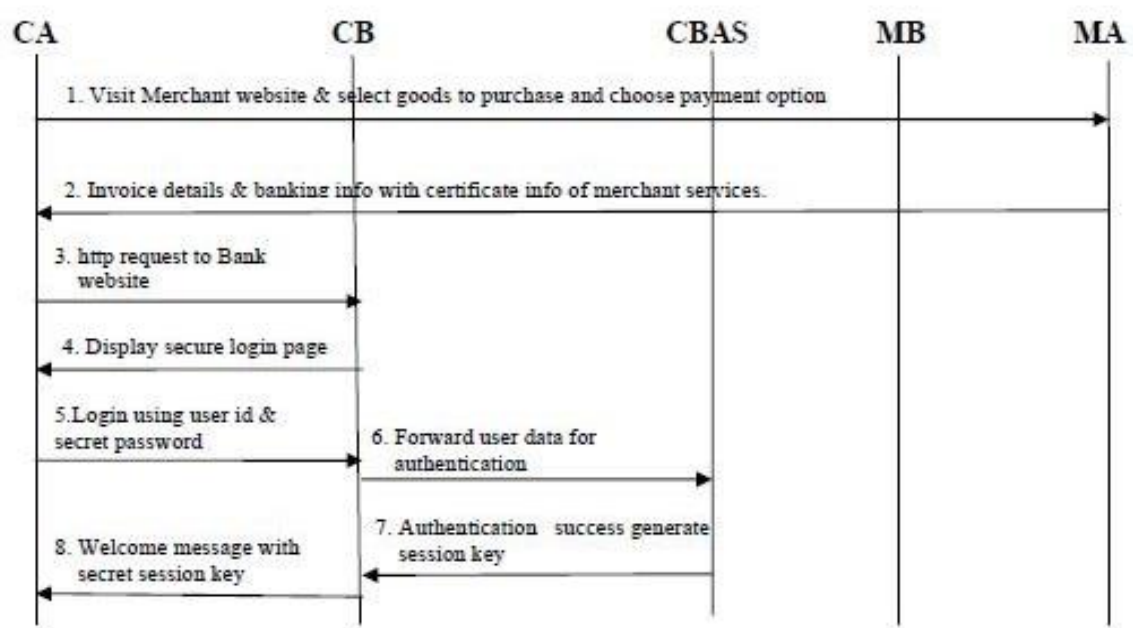 CA CB CBAS MB MA
1. Visit Merchant website & select goods to purchase and choose payment option
2. Invoice details & banking info with certificate info of merchant services.
3. http request to Bank
website
4. Display secure login page
5.Login using user id &
secret password
6. Forward user data for
authentication
7. Authentication success generate
session key
8. Welcome message with
secret session key